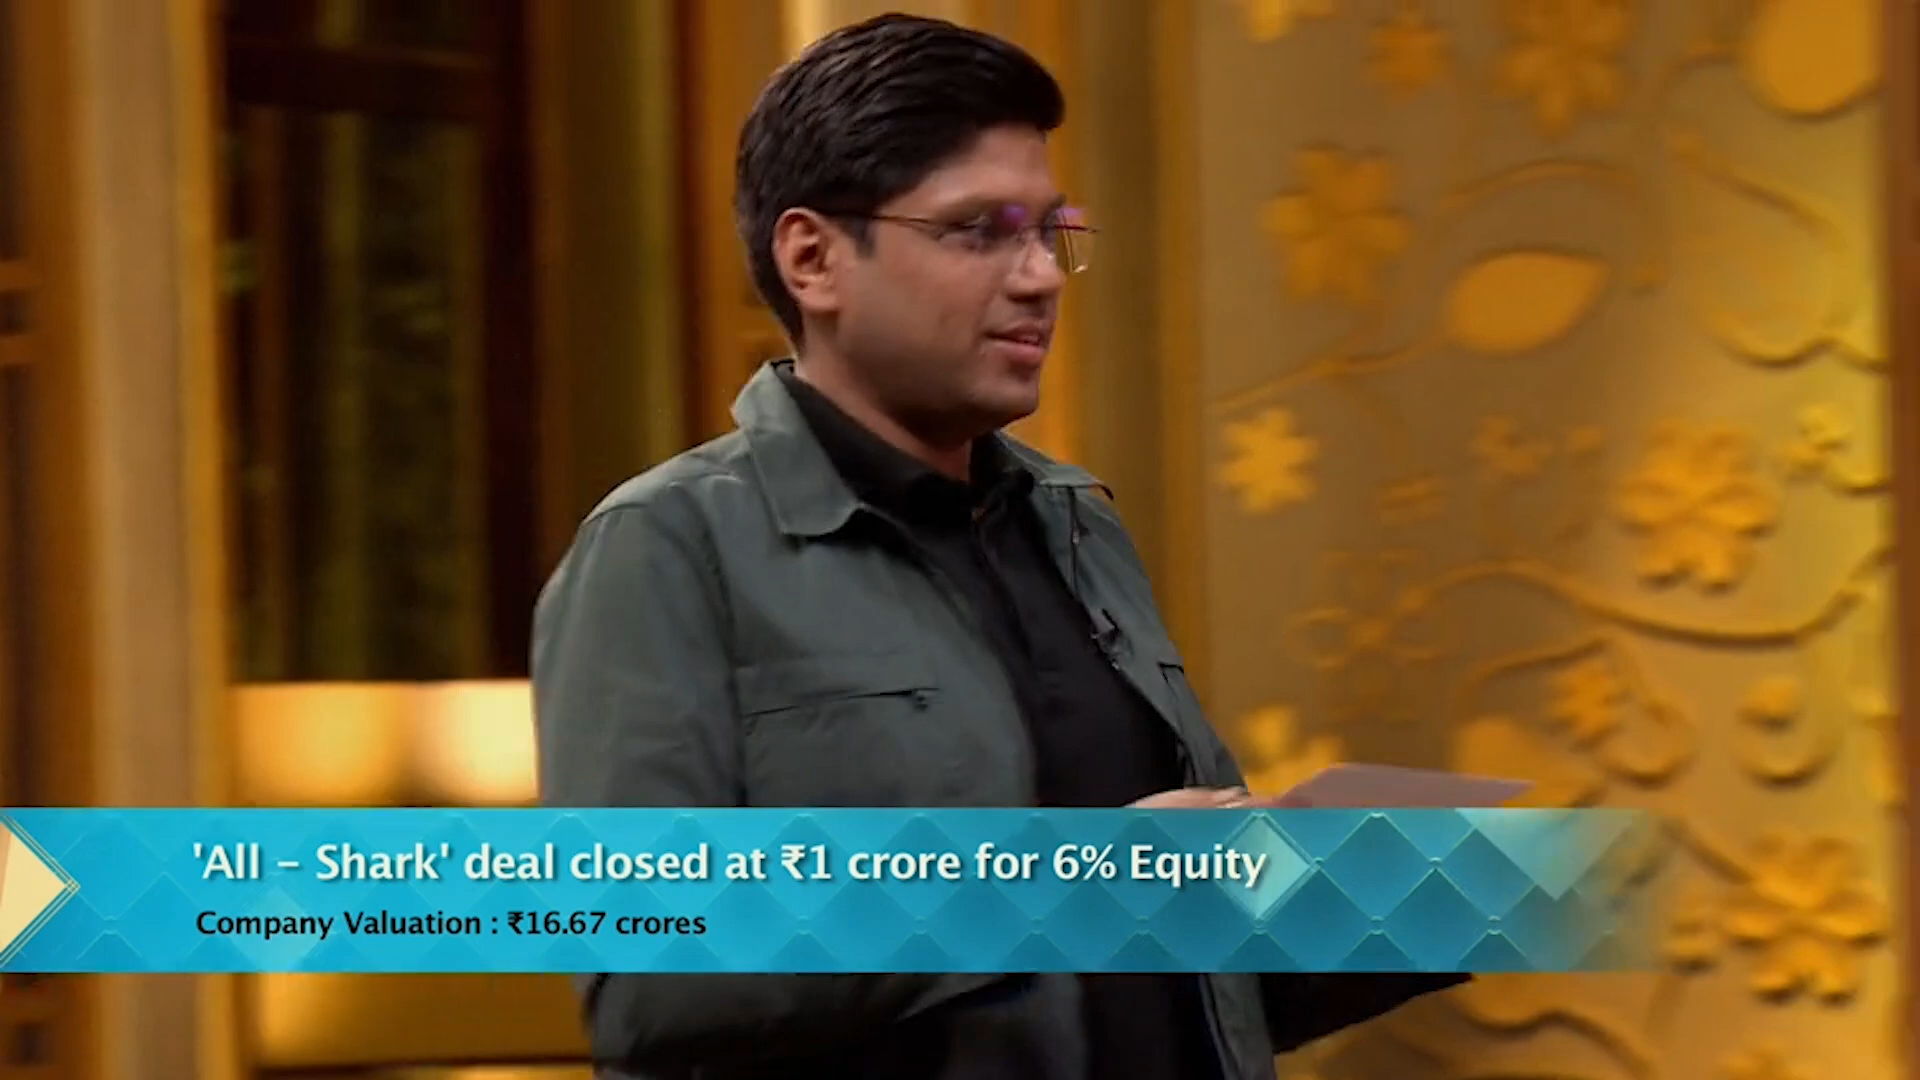 'All – Shark' deal closed at ₹1 crore for 6% Equity
Company Valuation : ₹16.67 crores